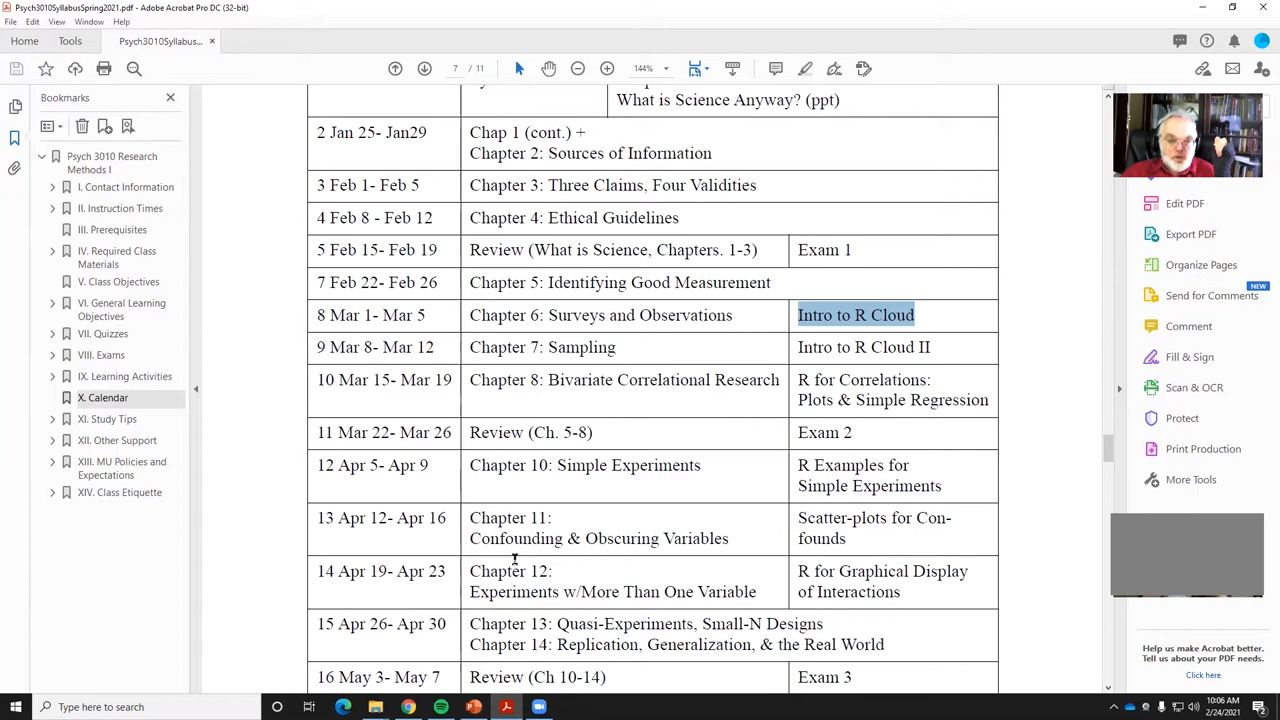 Psych3010SyllabusSpring2021.pdf - Adobe Acrobat Pro DC (32-bit)
File Edit View Window Help
Home Tools Psych3010Syllabus... ×
7 / 11 144%
Bookmarks
Psych 3010 Research
Methods I
I. Contact Information
II. Instruction Times
III. Prerequisites
IV. Required Class
Materials
V. Class Objectives
VI. General Learning
Objectives
VII. Quizzes
VIII. Exams
IX. Learning Activities
X. Calendar
XI. Study Tips
XII. Other Support
XIII. MU Policies and
Expectations
XIV. Class Etiquette
What is Science Anyway? (ppt)
2 Jan 25- Jan29 Chap 1 (cont.) +
Chapter 2: Sources of Information
3 Feb 1- Feb 5 Chapter 3: Three Claims, Four Validities
4 Feb 8 - Feb 12 Chapter 4: Ethical Guidelines
5 Feb 15- Feb 19 Review (What is Science, Chapters. 1-3) Exam 1
7 Feb 22- Feb 26 Chapter 5: Identifying Good Measurement
8 Mar 1- Mar 5 Chapter 6: Surveys and Observations Intro to R Cloud
9 Mar 8- Mar 12 Chapter 7: Sampling Intro to R Cloud II
10 Mar 15- Mar 19 Chapter 8: Bivariate Correlational Research R for Correlations:
Plots & Simple Regression
11 Mar 22- Mar 26 Review (Ch. 5-8) Exam 2
12 Apr 5- Apr 9 Chapter 10: Simple Experiments R Examples for
Simple Experiments
13 Apr 12- Apr 16 Chapter 11: Scatter-plots for Con-
Confounding & Obscuring Variables founds
14 Apr 19- Apr 23 Chapter 12: R for Graphical Display
Experiments w/More Than One Variable of Interactions
15 Apr 26- Apr 30 Chapter 13: Quasi-Experiments, Small-N Designs
Chapter 14: Replication, Generalization, & the Real World
16 May 3- May 7 Review (Ch 10-14) Exam 3
Edit PDF
Export PDF
Organize Pages
NEW
Send for Comments
Comment
Fill & Sign
Scan & OCR
Protect
Print Production
More Tools
Help us make Acrobat better.
Tell us about your PDF needs.
Click here
Type here to search
10:06 AM
2/24/2021
2